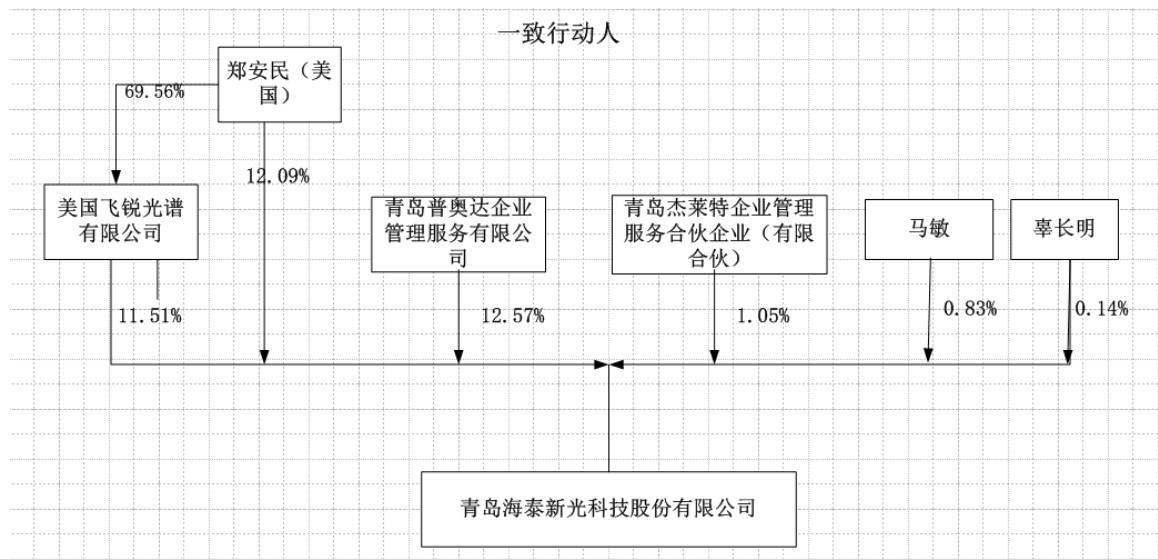 一致行动人
郑安民（美
国）
69.56%
12.09%
美国飞锐光谱
有限公司
青岛普奥达企业
管理服务有限公
司
青岛杰莱特企业管理
服务合伙企业（有限
合伙）
马敏
辜长明
11.51%
12.57%
1.05%
0.83%
0.14%
青岛海泰新光科技股份有限公司